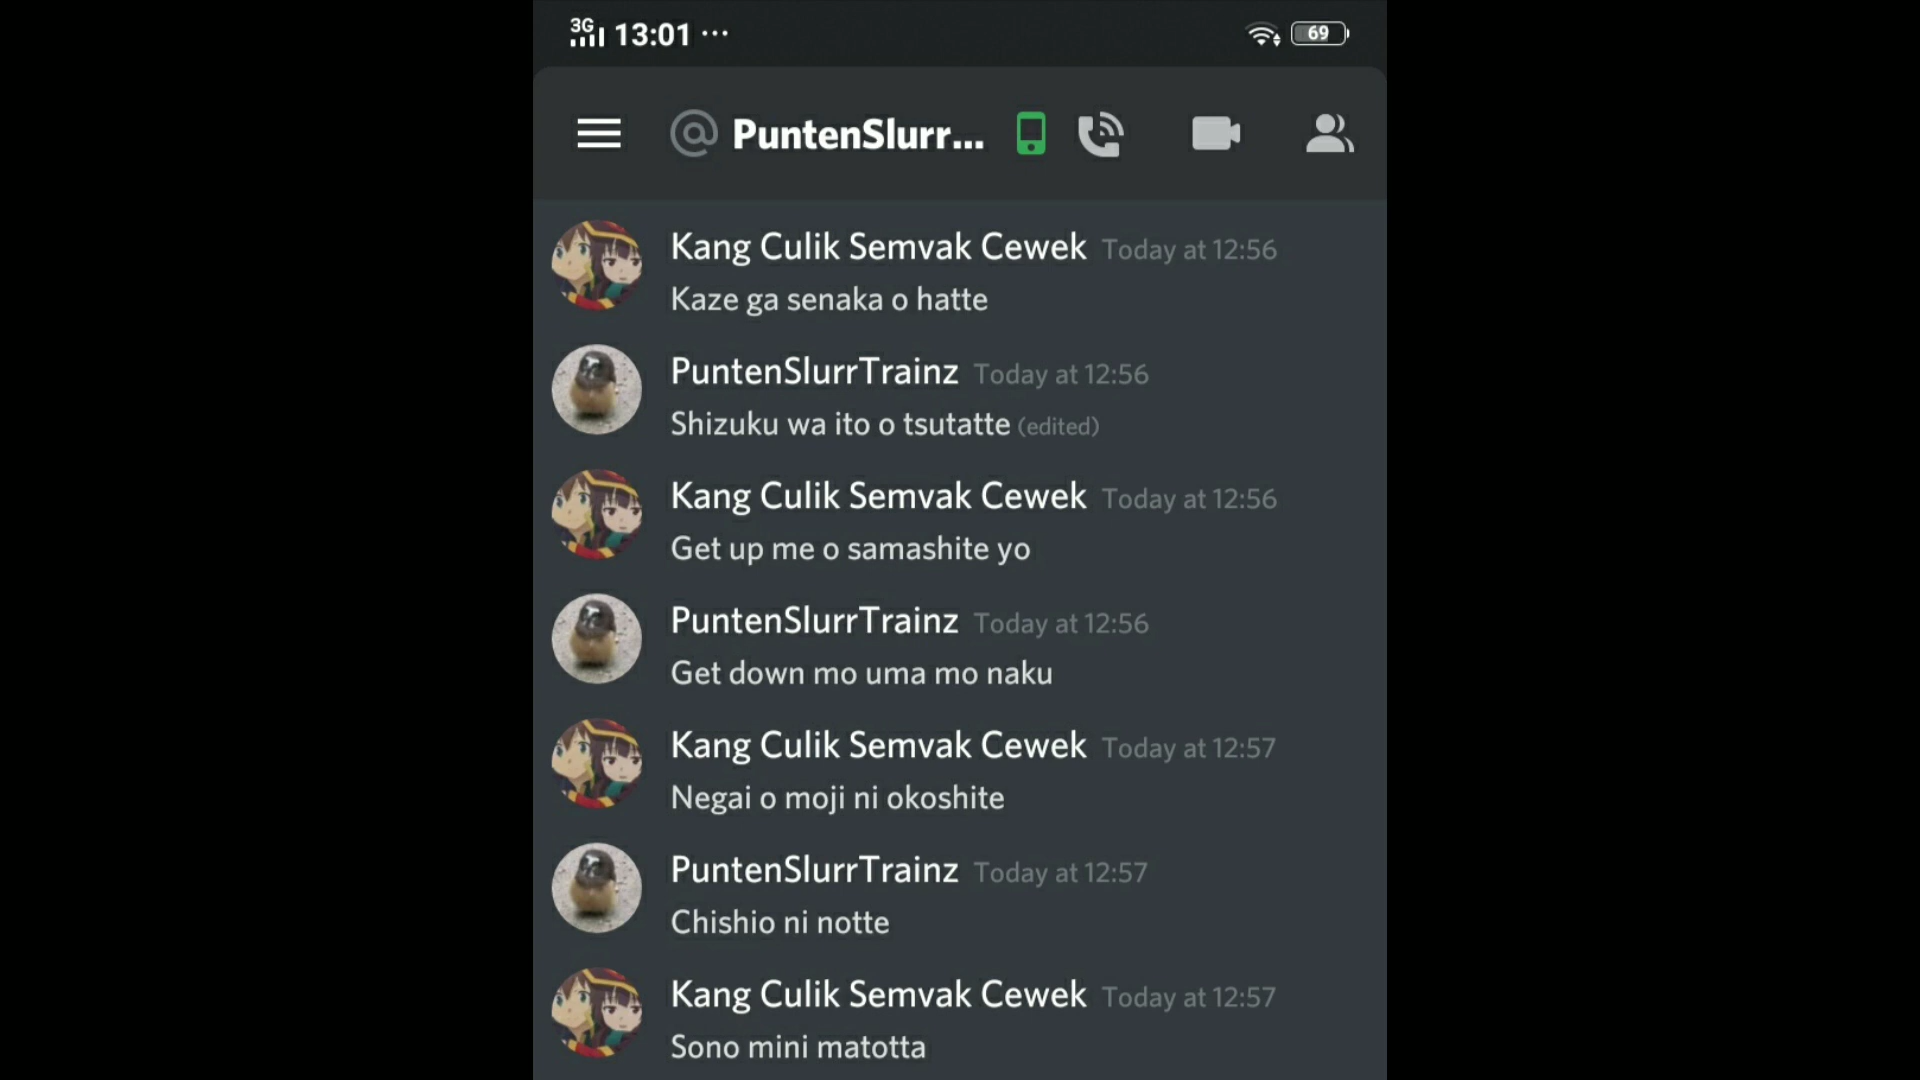 3G 13:01 ... 69
@ PuntenSlurr...
Kang Culik Semvak Cewek Today at 12:56
Kaze ga senaka o hatte
PuntenSlurrTrainz Today at 12:56
Shizuku wa ito o tsutatte (edited)
Kang Culik Semvak Cewek Today at 12:56
Get up me o samashite yo
PuntenSlurrTrainz Today at 12:56
Get down mo uma mo naku
Kang Culik Semvak Cewek Today at 12:57
Negai o moji ni okoshite
PuntenSlurrTrainz Today at 12:57
Chishio ni notte
Kang Culik Semvak Cewek Today at 12:57
Sono mini matotta